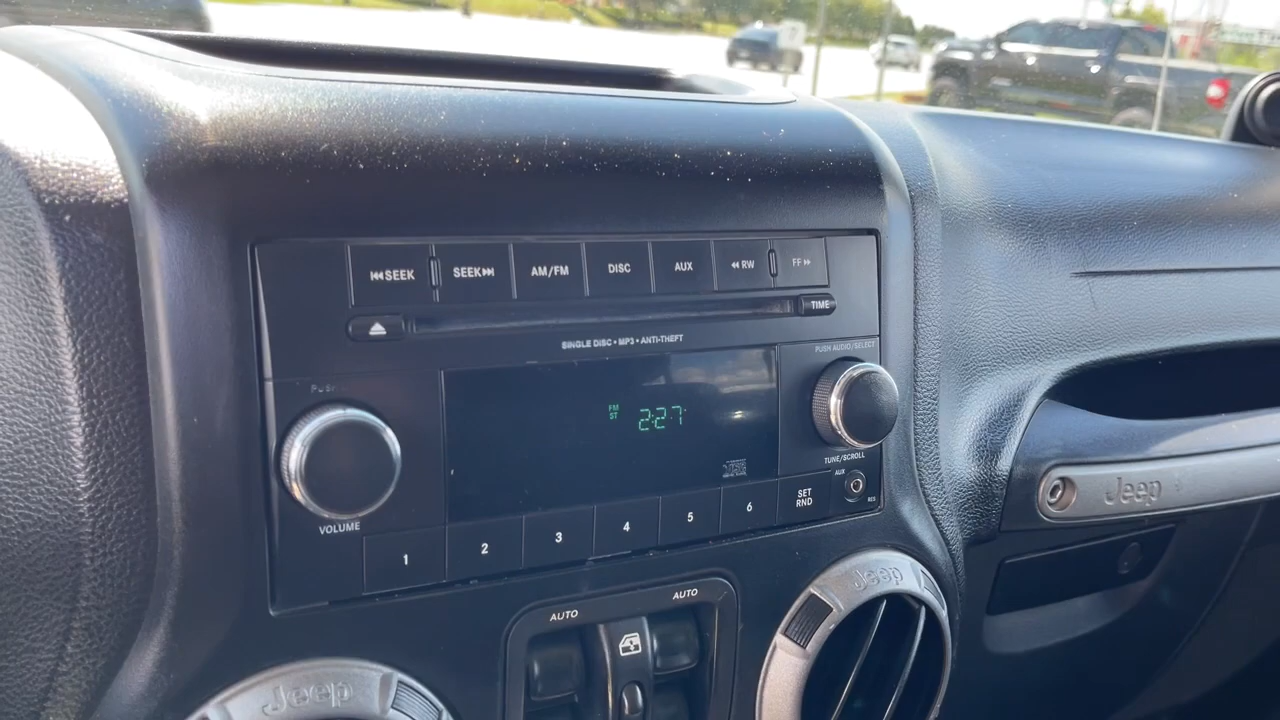 ⏮SEEK
SEEK⏭
AM/FM
DISC
AUX
◀◀ RW
FF ▶▶
TIME
SINGLE DISC • MP3 • ANTI-THEFT
PUSH AUDIO/SELECT
FM
ST
2:27
VOLUME
TUNE/SCROLL
AUX
1
2
3
4
5
6
SET
RND
RES
Jeep
AUTO
AUTO
Jeep
Jeep